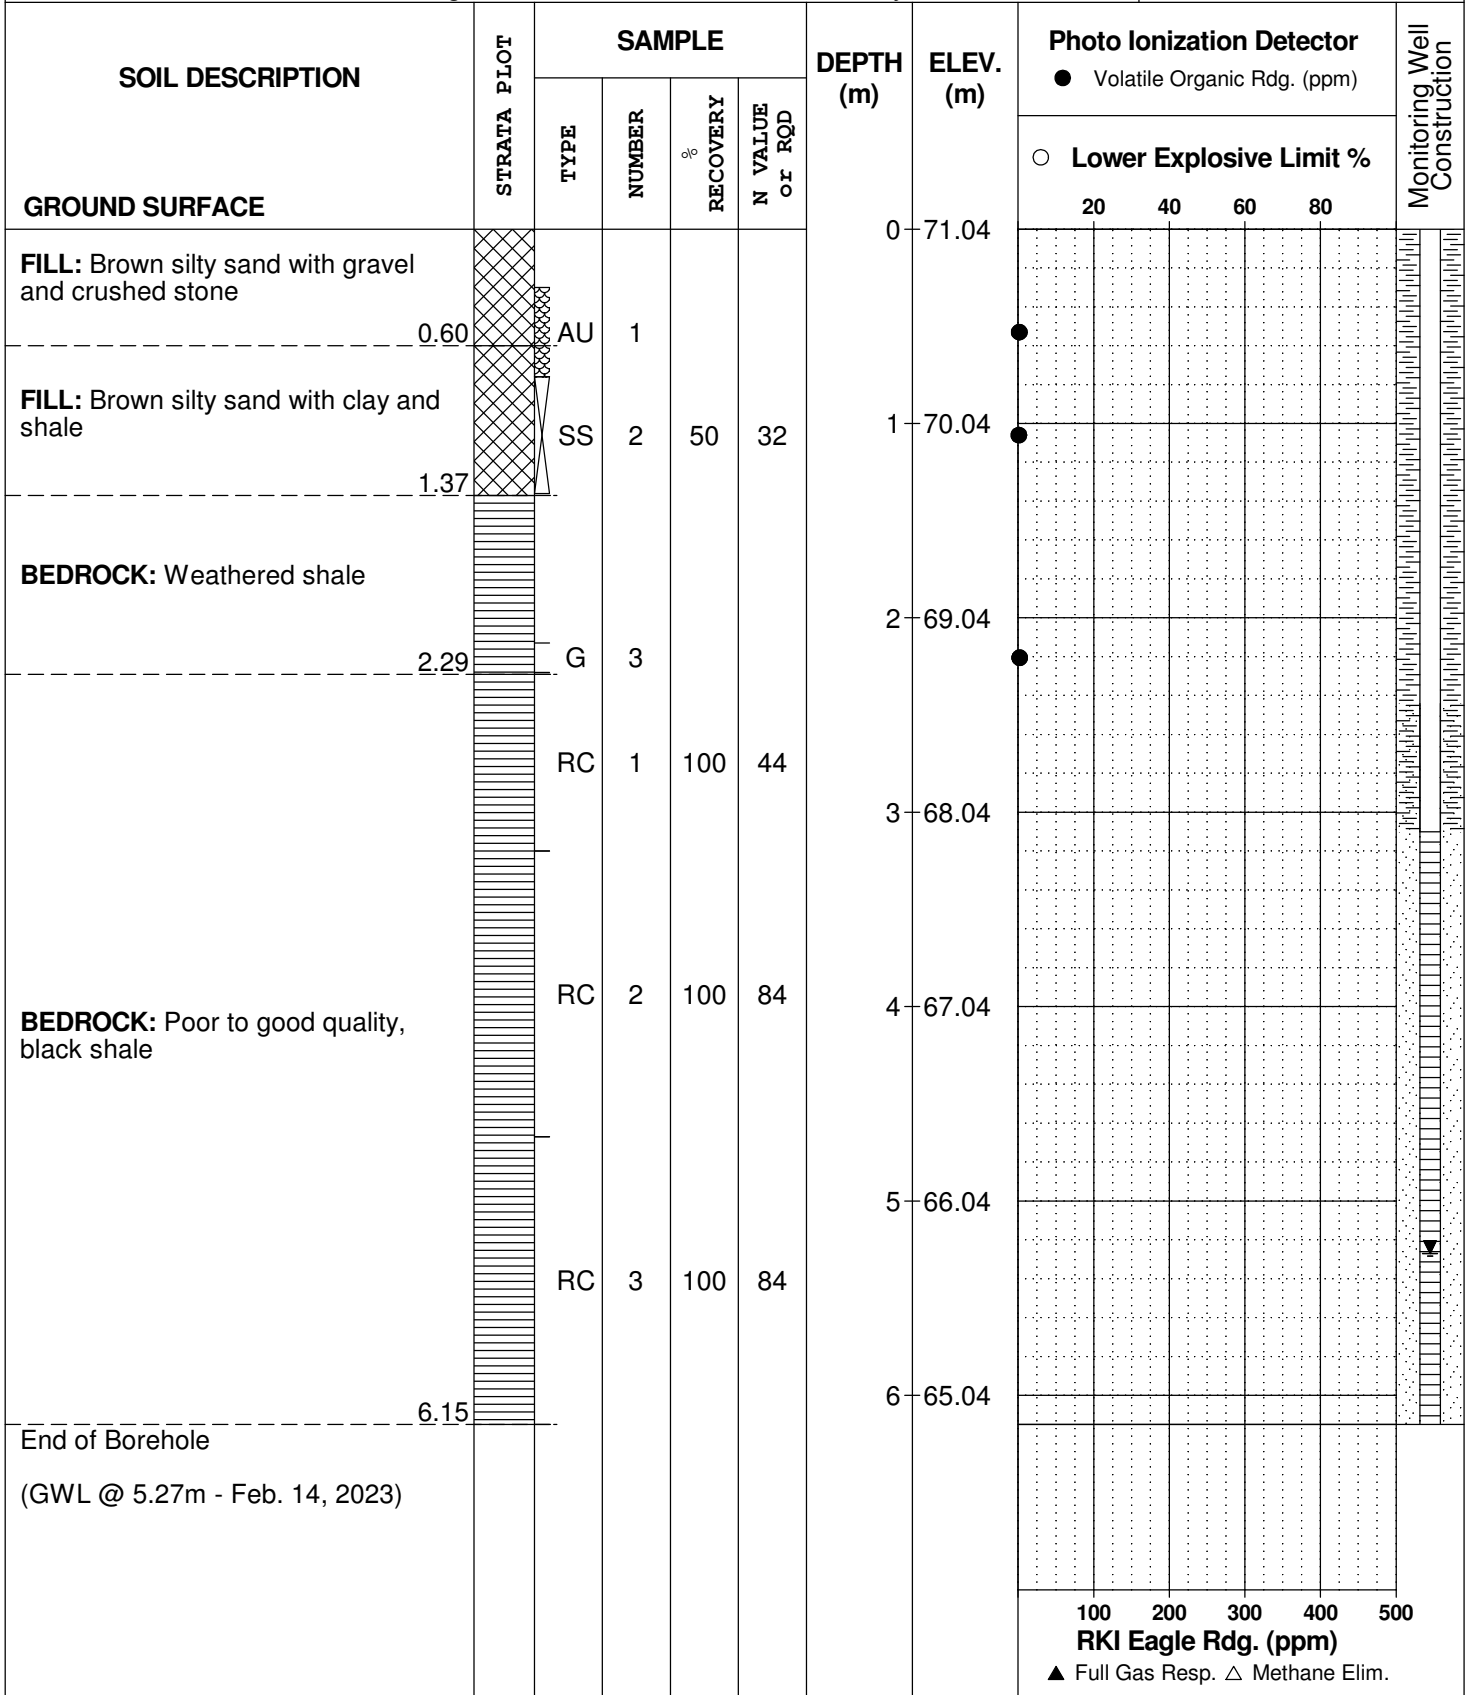 SOIL DESCRIPTION
GROUND SURFACE
STRATA PLOT
SAMPLE
TYPE
NUMBER
%
RECOVERY
N VALUE
or RQD
DEPTH
(m)
ELEV.
(m)
Photo Ionization Detector
● Volatile Organic Rdg. (ppm)
○ Lower Explosive Limit %
20 40 60 80
Monitoring Well
Construction
0 71.04
FILL: Brown silty sand with gravel
and crushed stone
0.60
AU 1
FILL: Brown silty sand with clay and
shale
1 70.04
SS 2 50 32
1.37
BEDROCK: Weathered shale
2 69.04
2.29
G 3
RC 1 100 44
3 68.04
RC 2 100 84
4 67.04
BEDROCK: Poor to good quality,
black shale
5 66.04
RC 3 100 84
6 65.04
6.15
End of Borehole
(GWL @ 5.27m - Feb. 14, 2023)
100 200 300 400 500
RKI Eagle Rdg. (ppm)
▲ Full Gas Resp. △ Methane Elim.